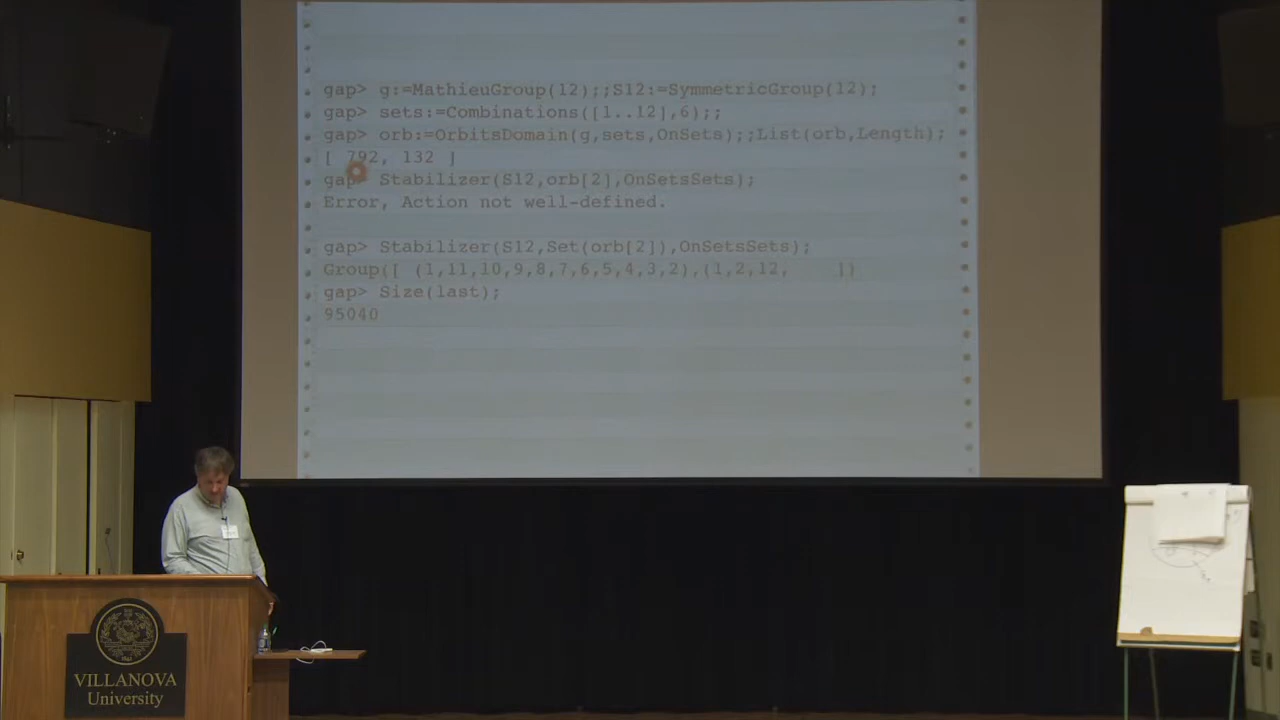 gap> g:=MathieuGroup(12);;S12:=SymmetricGroup(12);
gap> sets:=Combinations([1..12],6);;
gap> orb:=OrbitsDomain(g,sets,OnSets);;List(orb,Length);
[ 792, 132 ]
gap> Stabilizer(S12,orb[2],OnSetsSets);
Error, Action not well-defined.
gap> Stabilizer(S12,Set(orb[2]),OnSetsSets);
Group([ (1,11,10,9,8,7,6,5,4,3,2),(1,2,12, ])
gap> Size(last);
95040
VILLANOVA
University